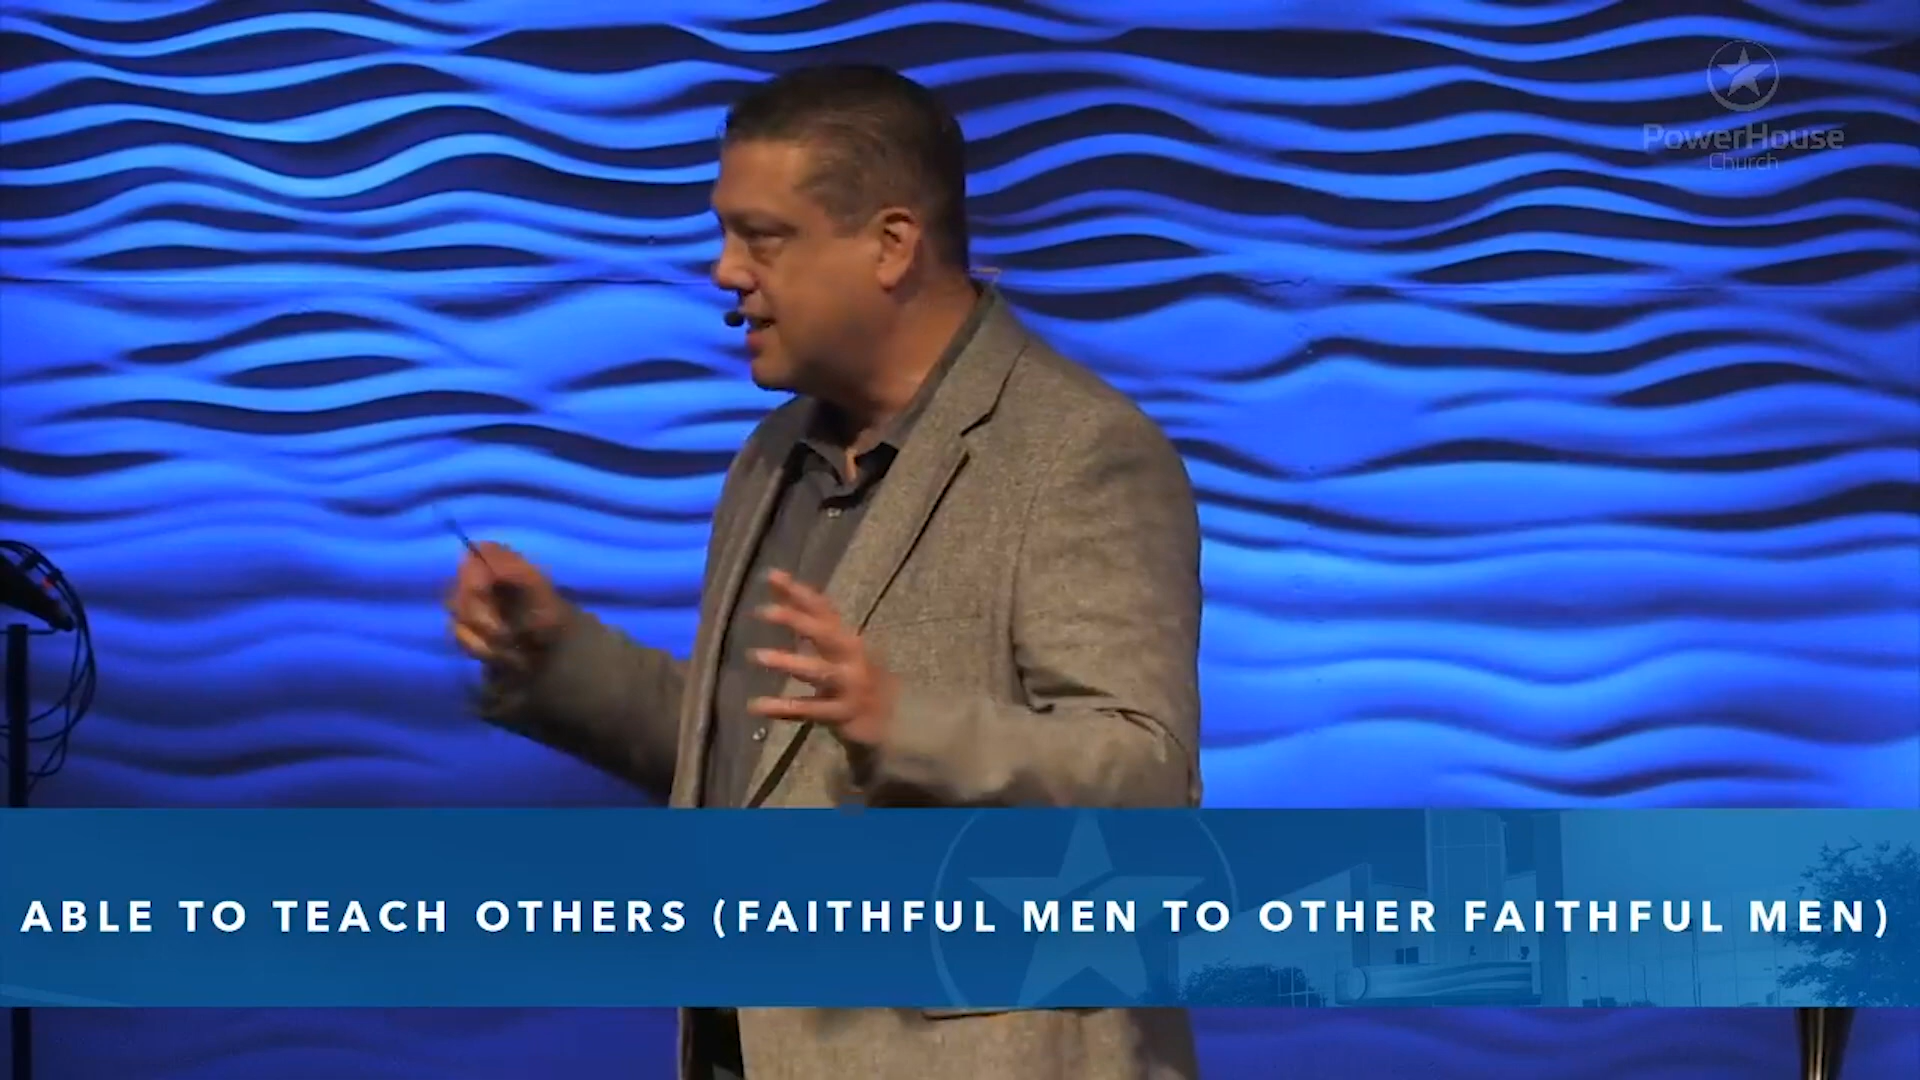 PowerHouse
Church
ABLE TO TEACH OTHERS (FAITHFUL MEN TO OTHER FAITHFUL MEN)